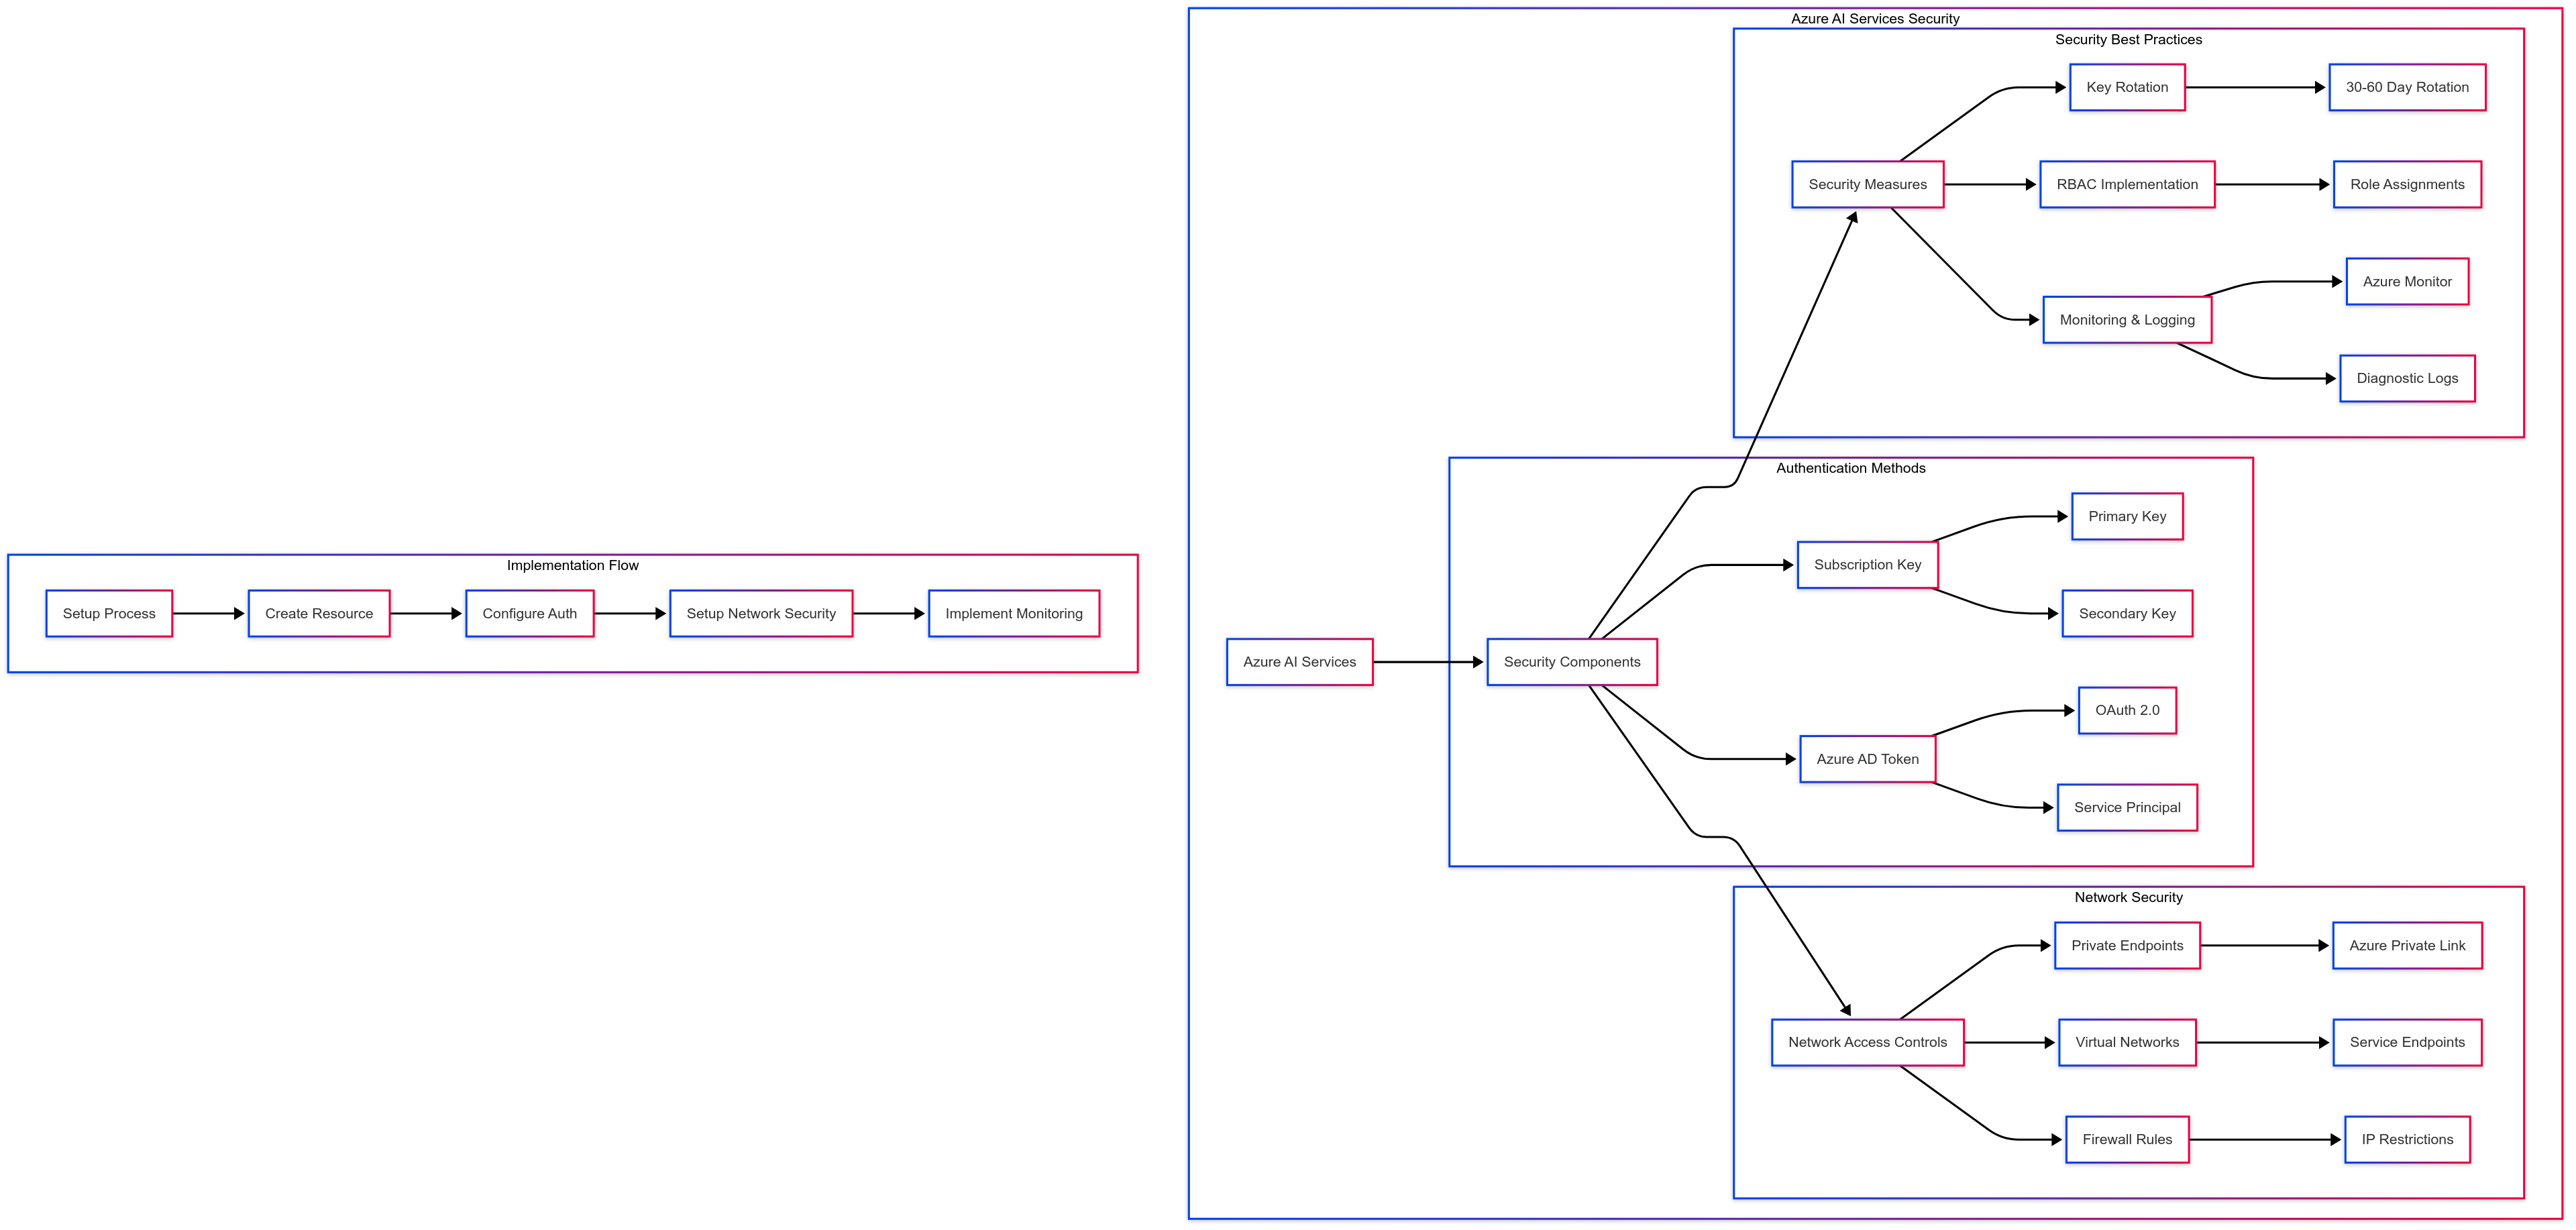 Implementation Flow
Setup Process
Create Resource
Configure Auth
Setup Network Security
Implement Monitoring
Azure AI Services Security
Azure AI Services
Security Best Practices
Security Measures
Key Rotation
30-60 Day Rotation
RBAC Implementation
Role Assignments
Monitoring & Logging
Azure Monitor
Diagnostic Logs
Authentication Methods
Security Components
Subscription Key
Primary Key
Secondary Key
Azure AD Token
OAuth 2.0
Service Principal
Network Security
Network Access Controls
Private Endpoints
Azure Private Link
Virtual Networks
Service Endpoints
Firewall Rules
IP Restrictions